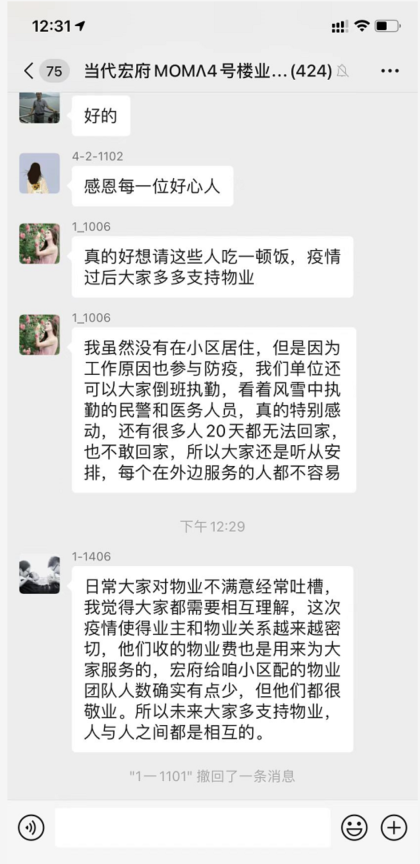 12:31
75
当代宏府MOMΛ4号楼业...(424)
好的
4-2-1102
感恩每一位好心人
1_1006
真的好想请这些人吃一顿饭，疫情
过后大家多多支持物业
1_1006
我虽然没有在小区居住，但是因为
工作原因也参与防疫，我们单位还
可以大家倒班执勤，看着风雪中执
勤的民警和医务人员，真的特别感
动，还有很多人20天都无法回家，
也不敢回家，所以大家还是听从安
排，每个在外边服务的人都不容易
下午12:29
1-1406
日常大家对物业不满意经常吐槽，
我觉得大家都需要相互理解，这次
疫情使得业主和物业关系越来越密
切，他们收的物业费也是用来为大
家服务的，宏府给咱小区配的物业
团队人数确实有点少，但他们都很
敬业。所以未来大家多支持物业，
人与人之间都是相互的。
"1一1101" 撤回了一条消息